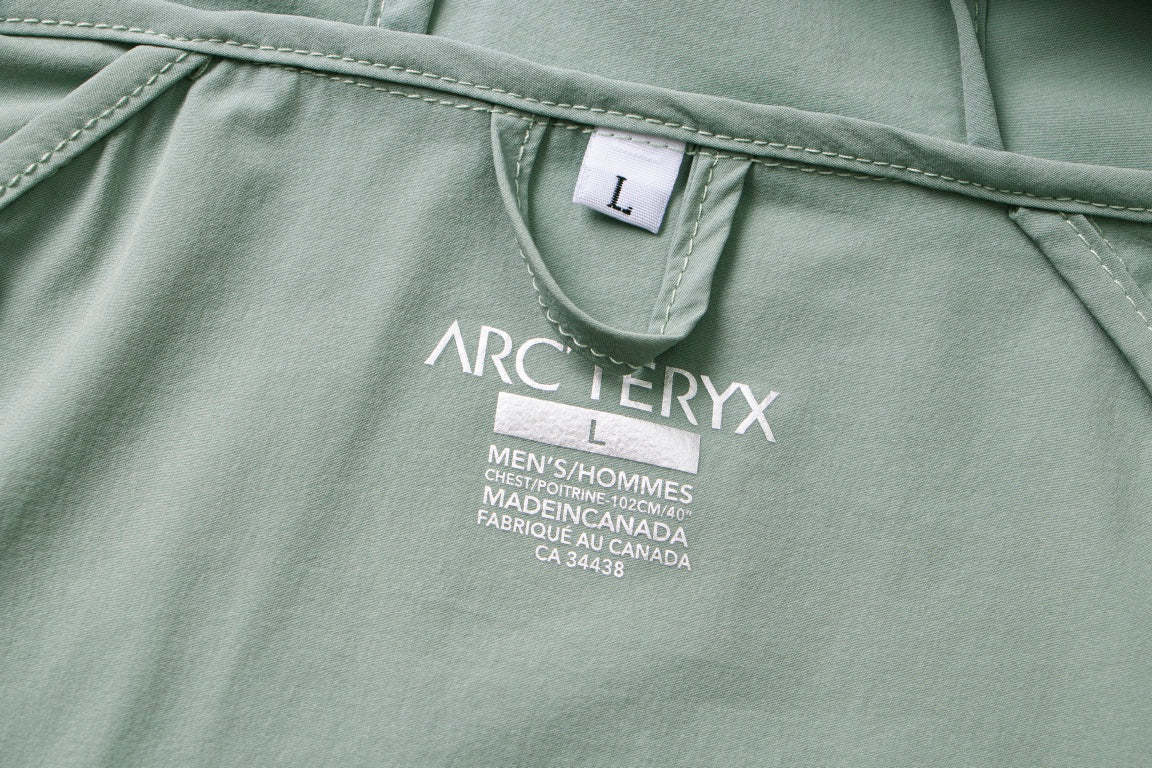 L
ARC'TERYX
L
MEN'S/HOMMES
CHEST/POITRINE-102CM/40"
MADEINCANADA
FABRIQUÉ AU CANADA
CA 34438